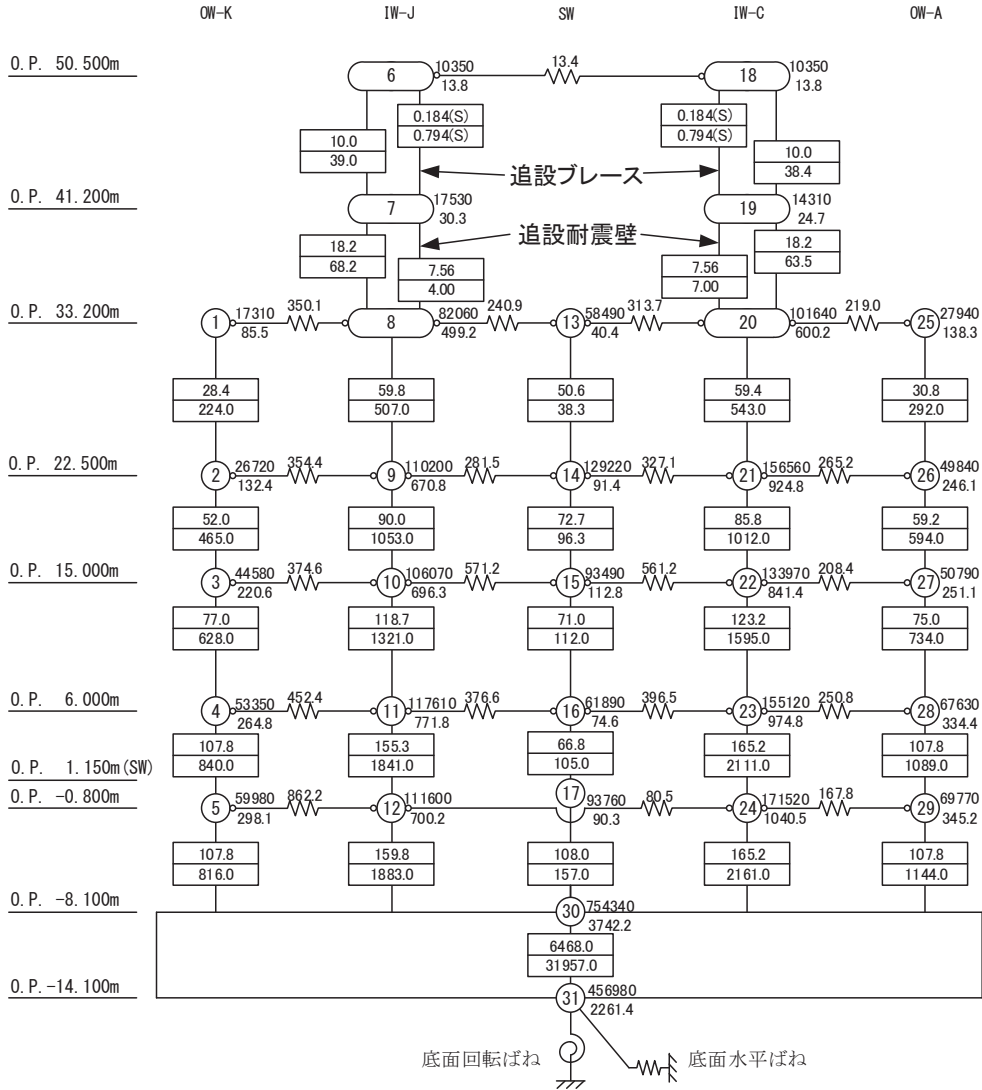 OW-K IW-J SW IW-C OW-A
O.P. 50.500m
6 10350 13.4 18 10350
13.8 13.8
0.184(S) 0.184(S)
0.794(S) 0.794(S)
10.0 10.0
39.0 38.4
追設ブレース
O.P. 41.200m
7 17530 19 14310
30.3 24.7
18.2 追設耐震壁 18.2
68.2 63.5
7.56 7.56
4.00 7.00
O.P. 33.200m
1 17310 350.1 8 82060 240.9 13 58490 313.7 20 101640 219.0 25 27940
85.5 499.2 40.4 600.2 138.3
28.4 59.8 50.6 59.4 30.8
224.0 507.0 38.3 543.0 292.0
O.P. 22.500m
2 26720 354.4 9 110200 281.5 14 129220 327.1 21 156560 265.2 26 49840
132.4 670.8 91.4 924.8 246.1
52.0 90.0 72.7 85.8 59.2
465.0 1053.0 96.3 1012.0 594.0
O.P. 15.000m
3 44580 374.6 10 106070 571.2 15 93490 561.2 22 133970 208.4 27 50790
220.6 696.3 112.8 841.4 251.1
77.0 118.7 71.0 123.2 75.0
628.0 1321.0 112.0 1595.0 734.0
O.P. 6.000m
4 53350 452.4 11 117610 376.6 16 61890 396.5 23 155120 250.8 28 67630
264.8 771.8 74.6 974.8 334.4
107.8 155.3 66.8 165.2 107.8
840.0 1841.0 105.0 2111.0 1089.0
O.P. 1.150m(SW)
O.P. -0.800m
5 59980 862.2 12 111600 17 93760 80.5 24 171520 167.8 29 69770
298.1 700.2 90.3 1040.5 345.2
107.8 159.8 108.0 165.2 107.8
816.0 1883.0 157.0 2161.0 1144.0
O.P. -8.100m
30 754340
3742.2
6468.0
31957.0
O.P.-14.100m
31 456980
2261.4
底面回転ばね 底面水平ばね